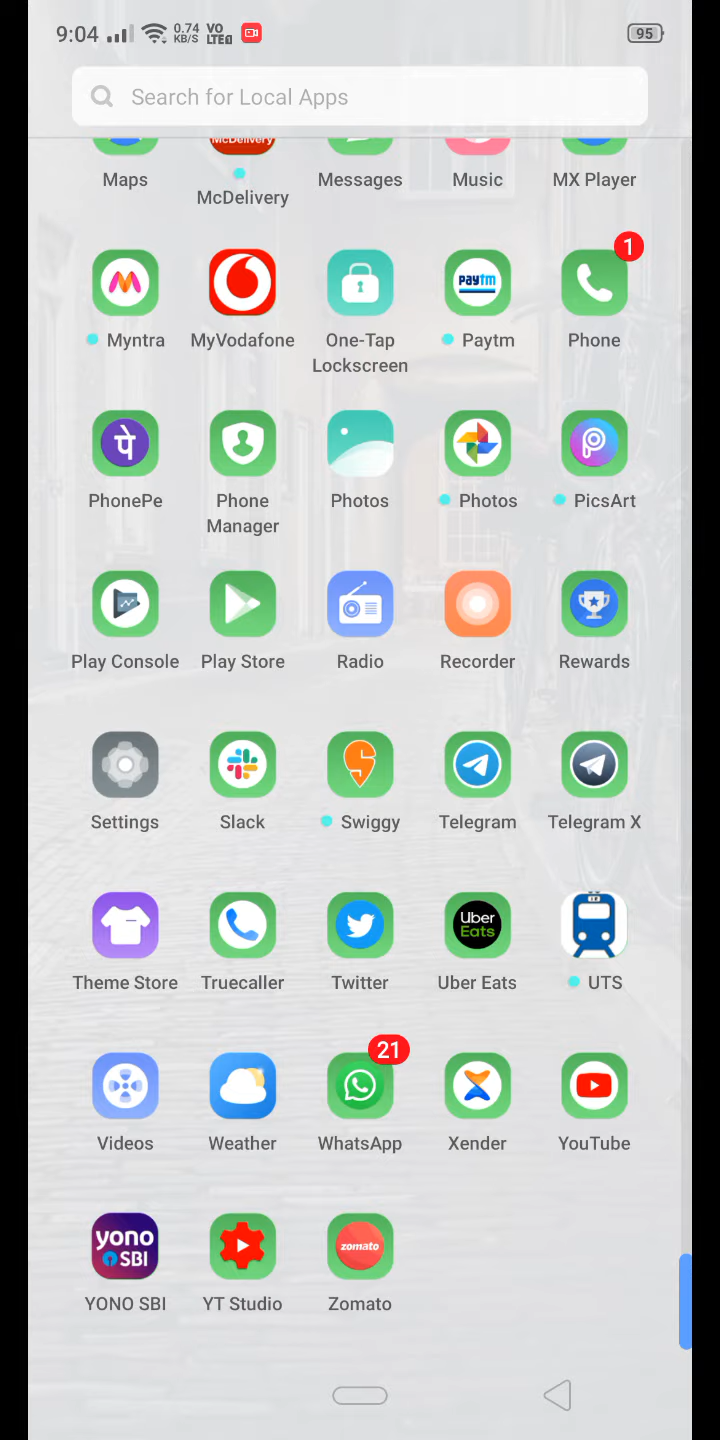 9:04 0.74 KB/S VO LTE 95
Search for Local Apps
McDelivery
Maps McDelivery Messages Music MX Player
paytm 1
Myntra MyVodafone One-Tap Lockscreen Paytm Phone
पे
PhonePe Phone Manager Photos Photos PicsArt
Play Console Play Store Radio Recorder Rewards
Settings Slack Swiggy Telegram Telegram X
Uber Eats
Theme Store Truecaller Twitter Uber Eats UTS
21
Videos Weather WhatsApp Xender YouTube
yono SBI zomato
YONO SBI YT Studio Zomato